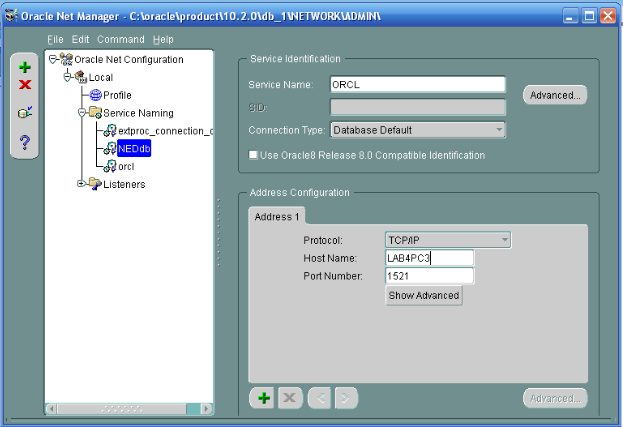 Oracle Net Manager - C:\oracle\product\10.2.0\db_1\NETWORK\ADMIN\
File Edit Command Help
Oracle Net Configuration
Local
Profile
Service Naming
extproc_connection_c
NEDdb
orcl
Listeners
Service Identification
Service Name: ORCL
Advanced...
SID:
Connection Type: Database Default
Use Oracle8 Release 8.0 Compatible Identification
Address Configuration
Address 1
Protocol: TCP/IP
Host Name: LAB4PC3
Port Number: 1521
Show Advanced
Advanced...